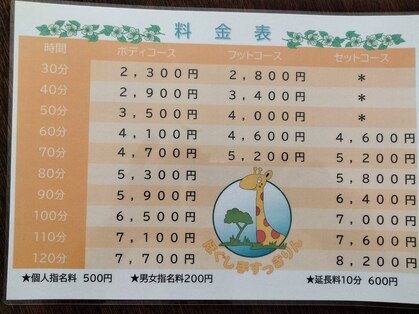 料金表
時間 ボディコース フットコース セットコース
30分 2,300円 2,800円 *
40分 2,900円 3,400円 *
50分 3,500円 4,000円 *
60分 4,100円 4,600円 4,600円
70分 4,700円 5,200円 5,200円
80分 5,300円 5,800円
90分 5,900円 6,400円
100分 6,500円 7,000円
110分 7,100円 7,600円
120分 7,700円 8,200円
ほぐし手すっきりん
★個人指名料 500円 ★男女指名料200円 ★延長料10分 600円